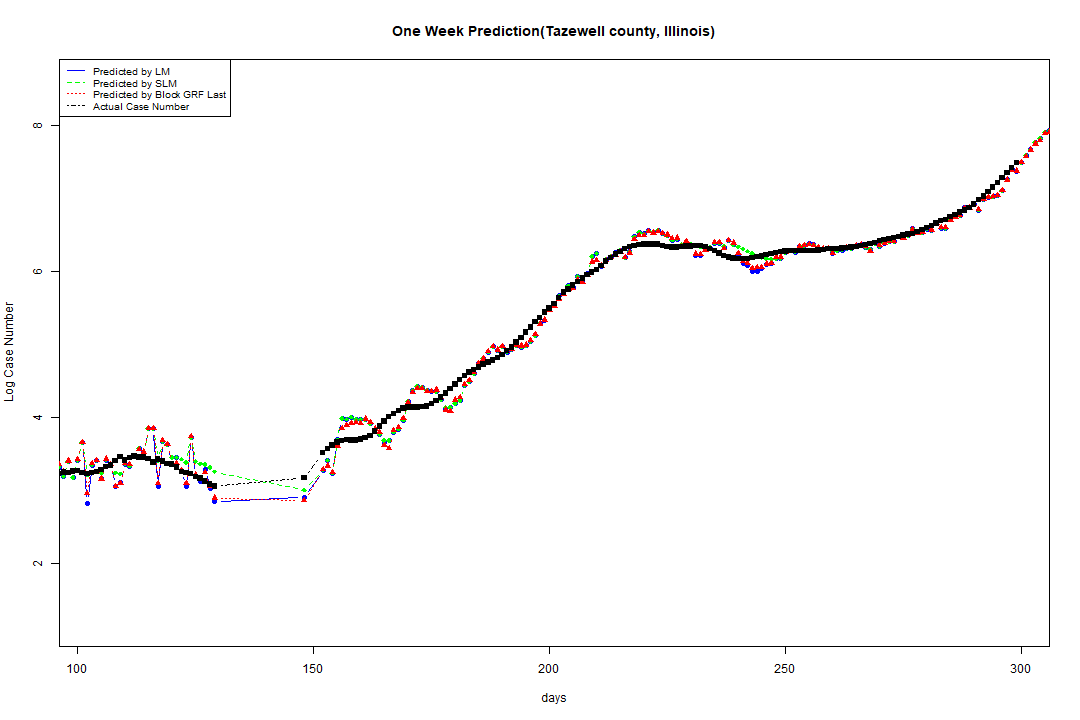 One Week Prediction(Tazewell county, Illinois)
Predicted by LM
Predicted by SLM
Predicted by Block GRF Last
Actual Case Number
8
6
4
2
Log Case Number
100 150 200 250 300
days